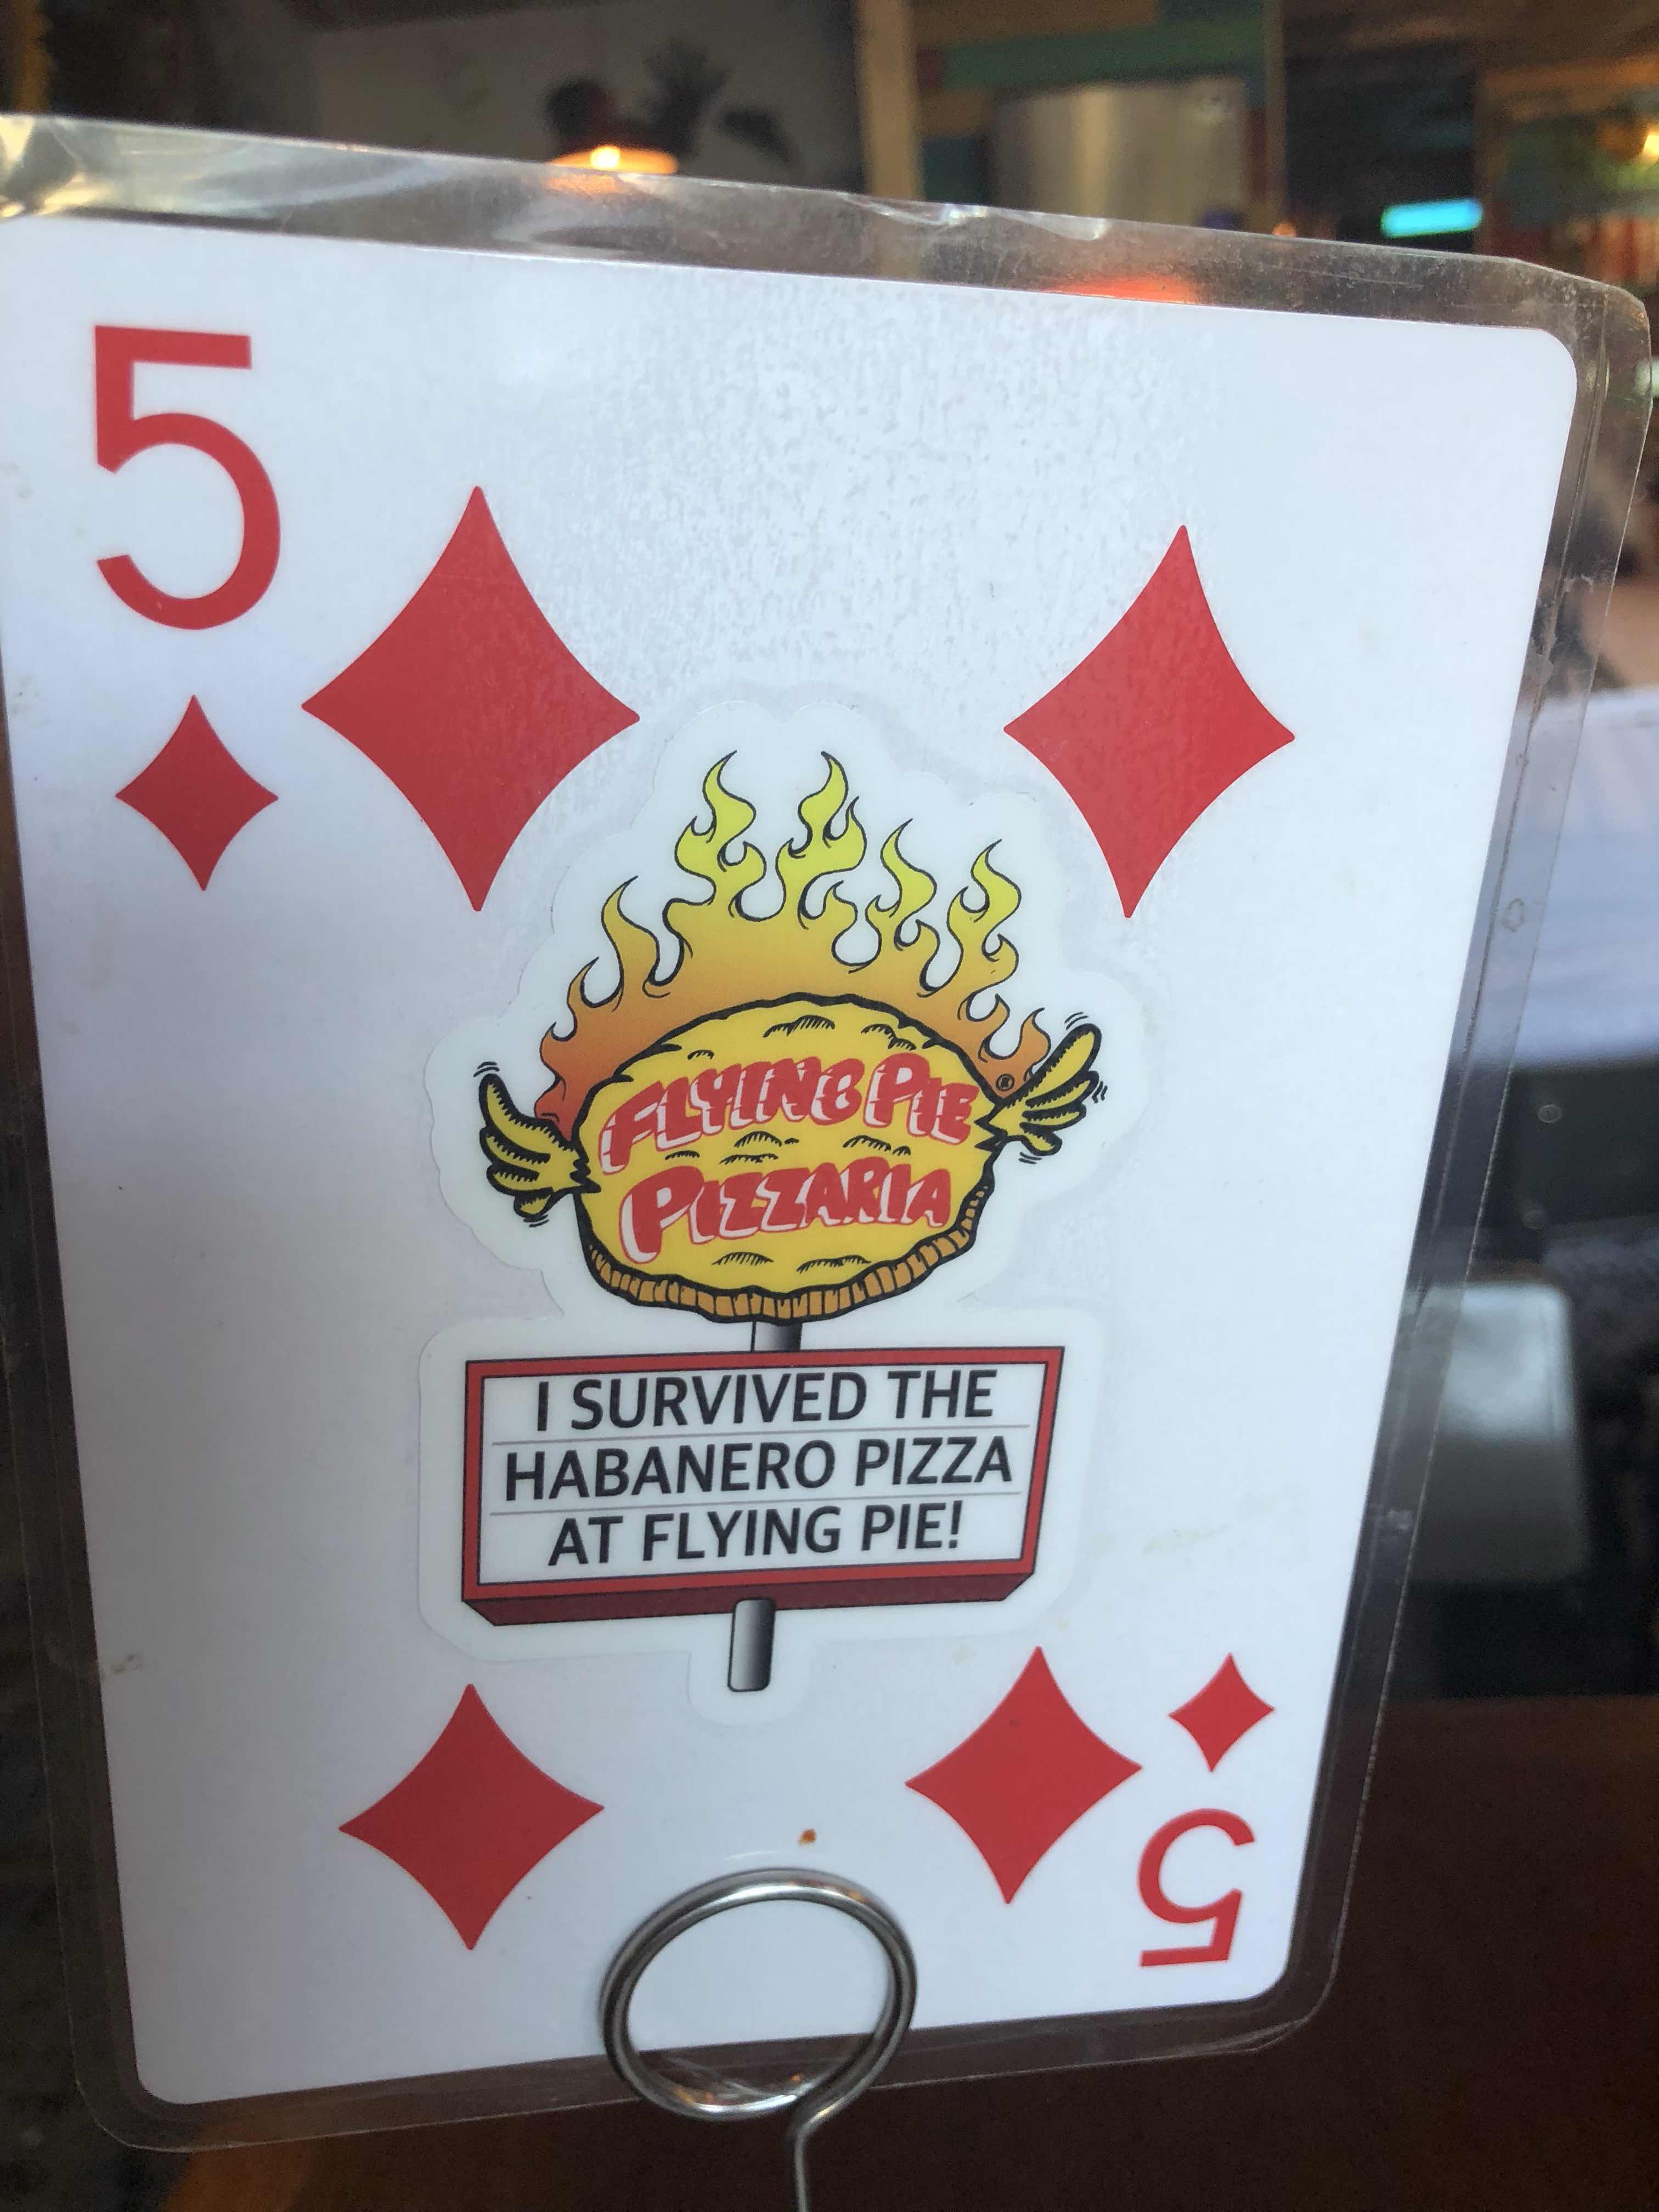 5
FLYING PIE
®
PIZZARIA
I SURVIVED THE
HABANERO PIZZA
AT FLYING PIE!
5